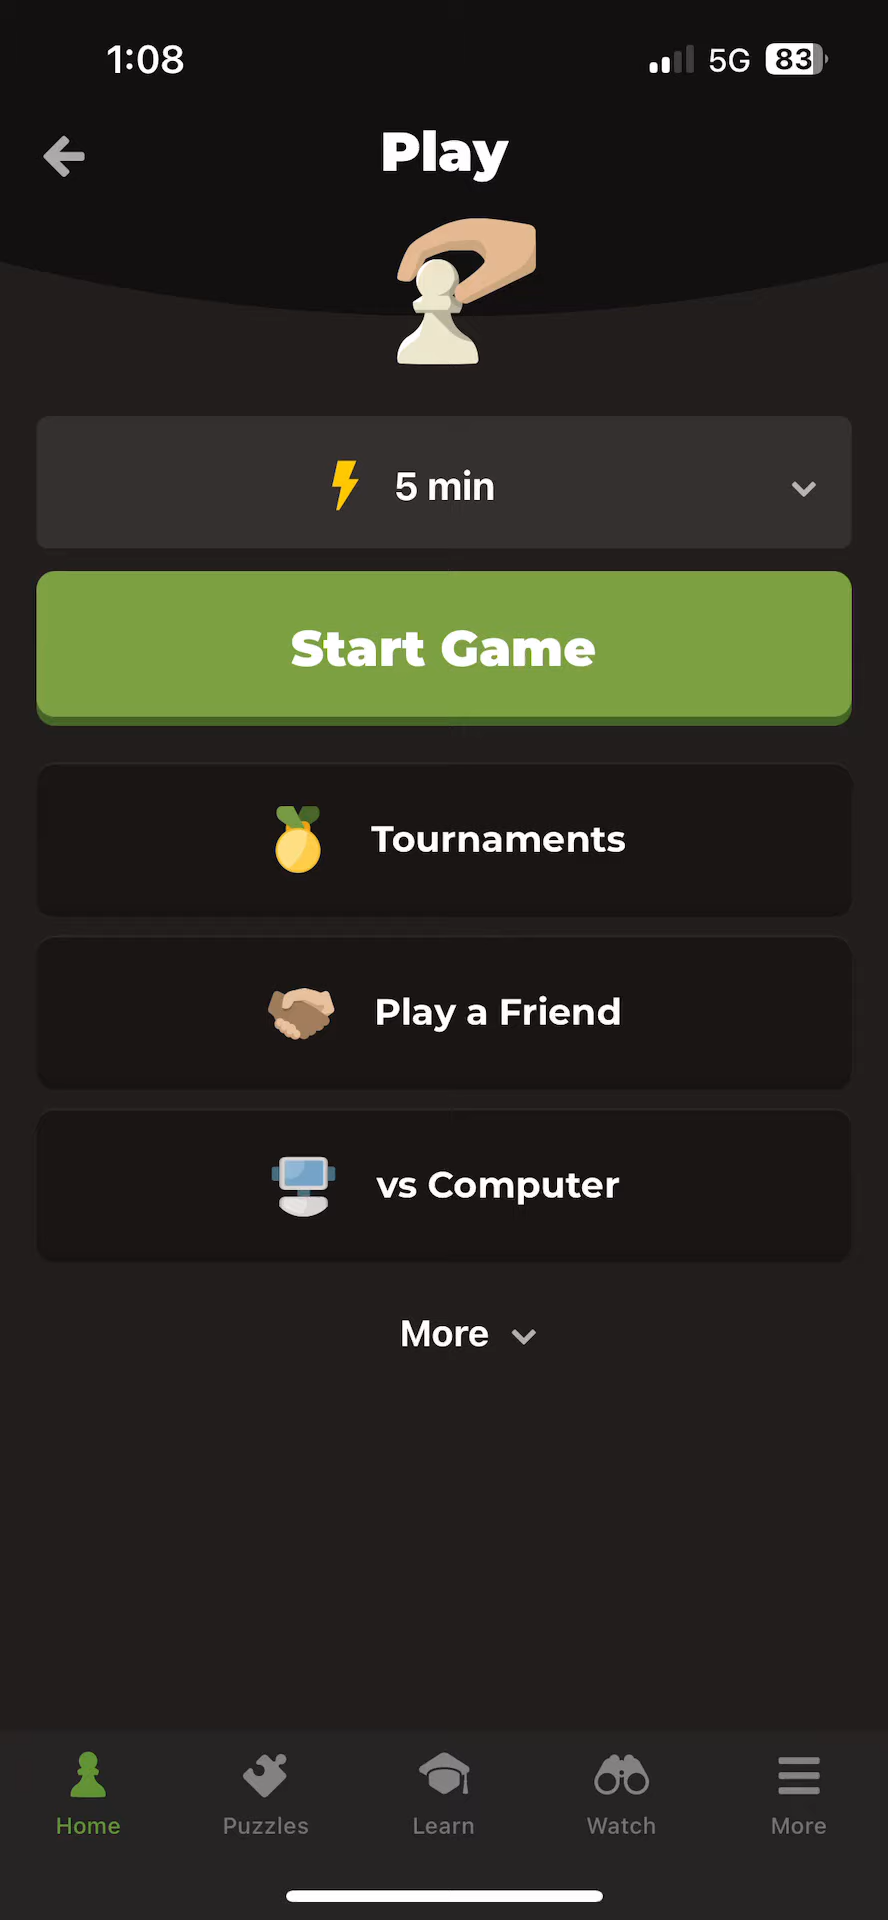 1:08
5G
83
Play
5 min
Start Game
Tournaments
Play a Friend
vs Computer
More
Home
Puzzles
Learn
Watch
More